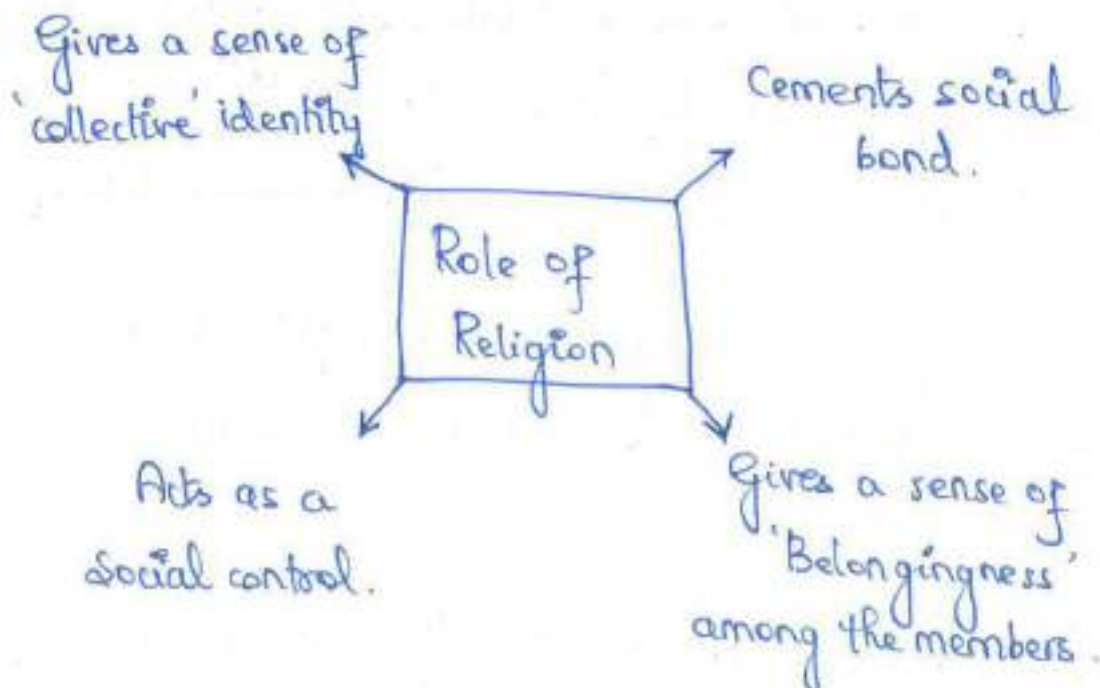 Gives a sense of
'collective' identity
Cements social
bond.
Role of
Religion
Acts as a
Social control.
Gives a sense of
'Belongingness'
among the members.